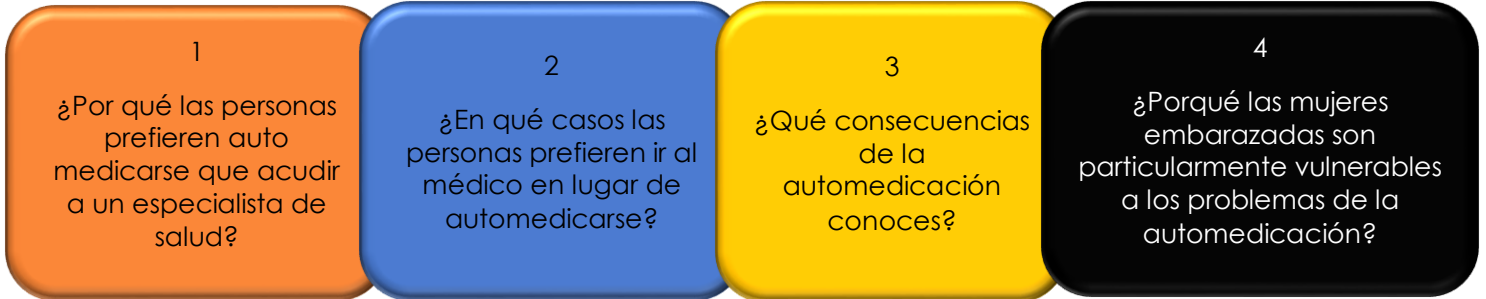 1
¿Por qué las personas
prefieren auto
medicarse que acudir
a un especialista de
salud?
2
¿En qué casos las
personas prefieren ir al
médico en lugar de
automedicarse?
3
¿Qué consecuencias
de la
automedicación
conoces?
4
¿Porqué las mujeres
embarazadas son
particularmente vulnerables
a los problemas de la
automedicación?